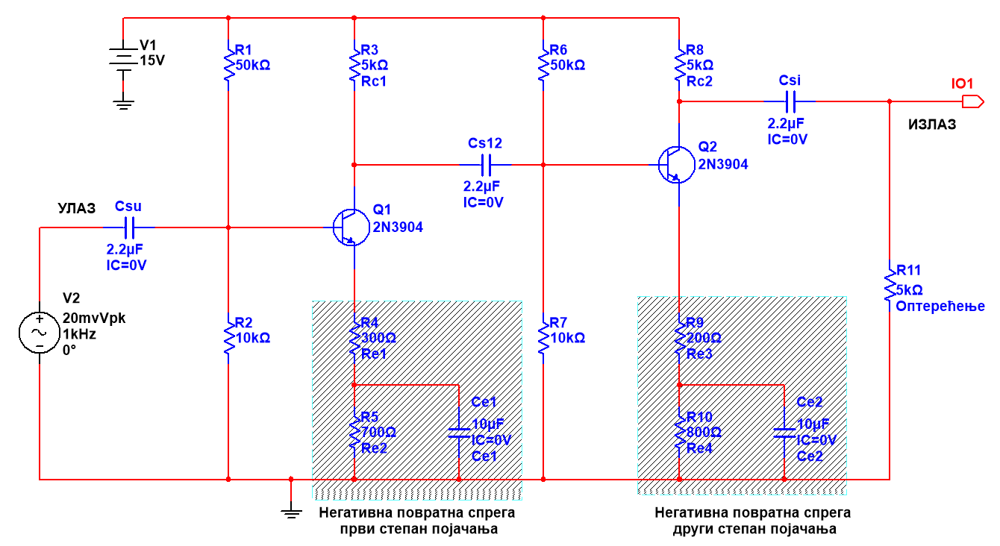 V1
15V
R1
50kΩ
R3
5kΩ
Rc1
R6
50kΩ
R8
5kΩ
Rc2
Csi
2.2µF
IC=0V
IO1
ИЗЛАЗ
Cs12
2.2µF
IC=0V
Q2
2N3904
УЛАЗ
Csu
2.2µF
IC=0V
Q1
2N3904
V2
20mvVpk
1kHz
0°
R2
10kΩ
R4
300Ω
Re1
R7
10kΩ
R9
200Ω
Re3
R11
5kΩ
Оптерећење
R5
700Ω
Re2
Ce1
10µF
IC=0V
Ce1
R10
800Ω
Re4
Ce2
10µF
IC=0V
Ce2
Негативна повратна спрега
први степан појачања
Негативна повратна спрега
други степан појачања